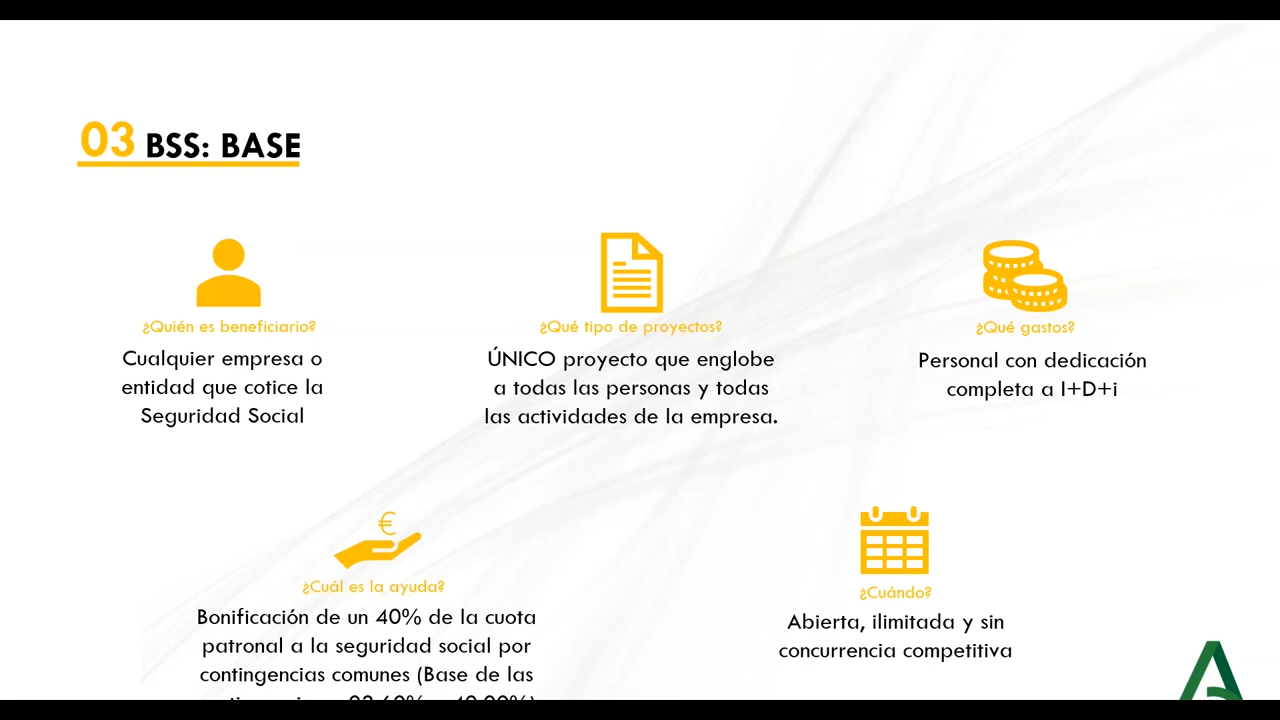 03 BSS: BASE
¿Quién es beneficiario?
Cualquier empresa o
entidad que cotice la
Seguridad Social
¿Qué tipo de proyectos?
ÚNICO proyecto que englobe
a todas las personas y todas
las actividades de la empresa.
¿Qué gastos?
Personal con dedicación
completa a I+D+i
€
¿Cuál es la ayuda?
Bonificación de un 40% de la cuota
patronal a la seguridad social por
contingencias comunes (Base de las
¿Cuándo?
Abierta, ilimitada y sin
concurrencia competitiva